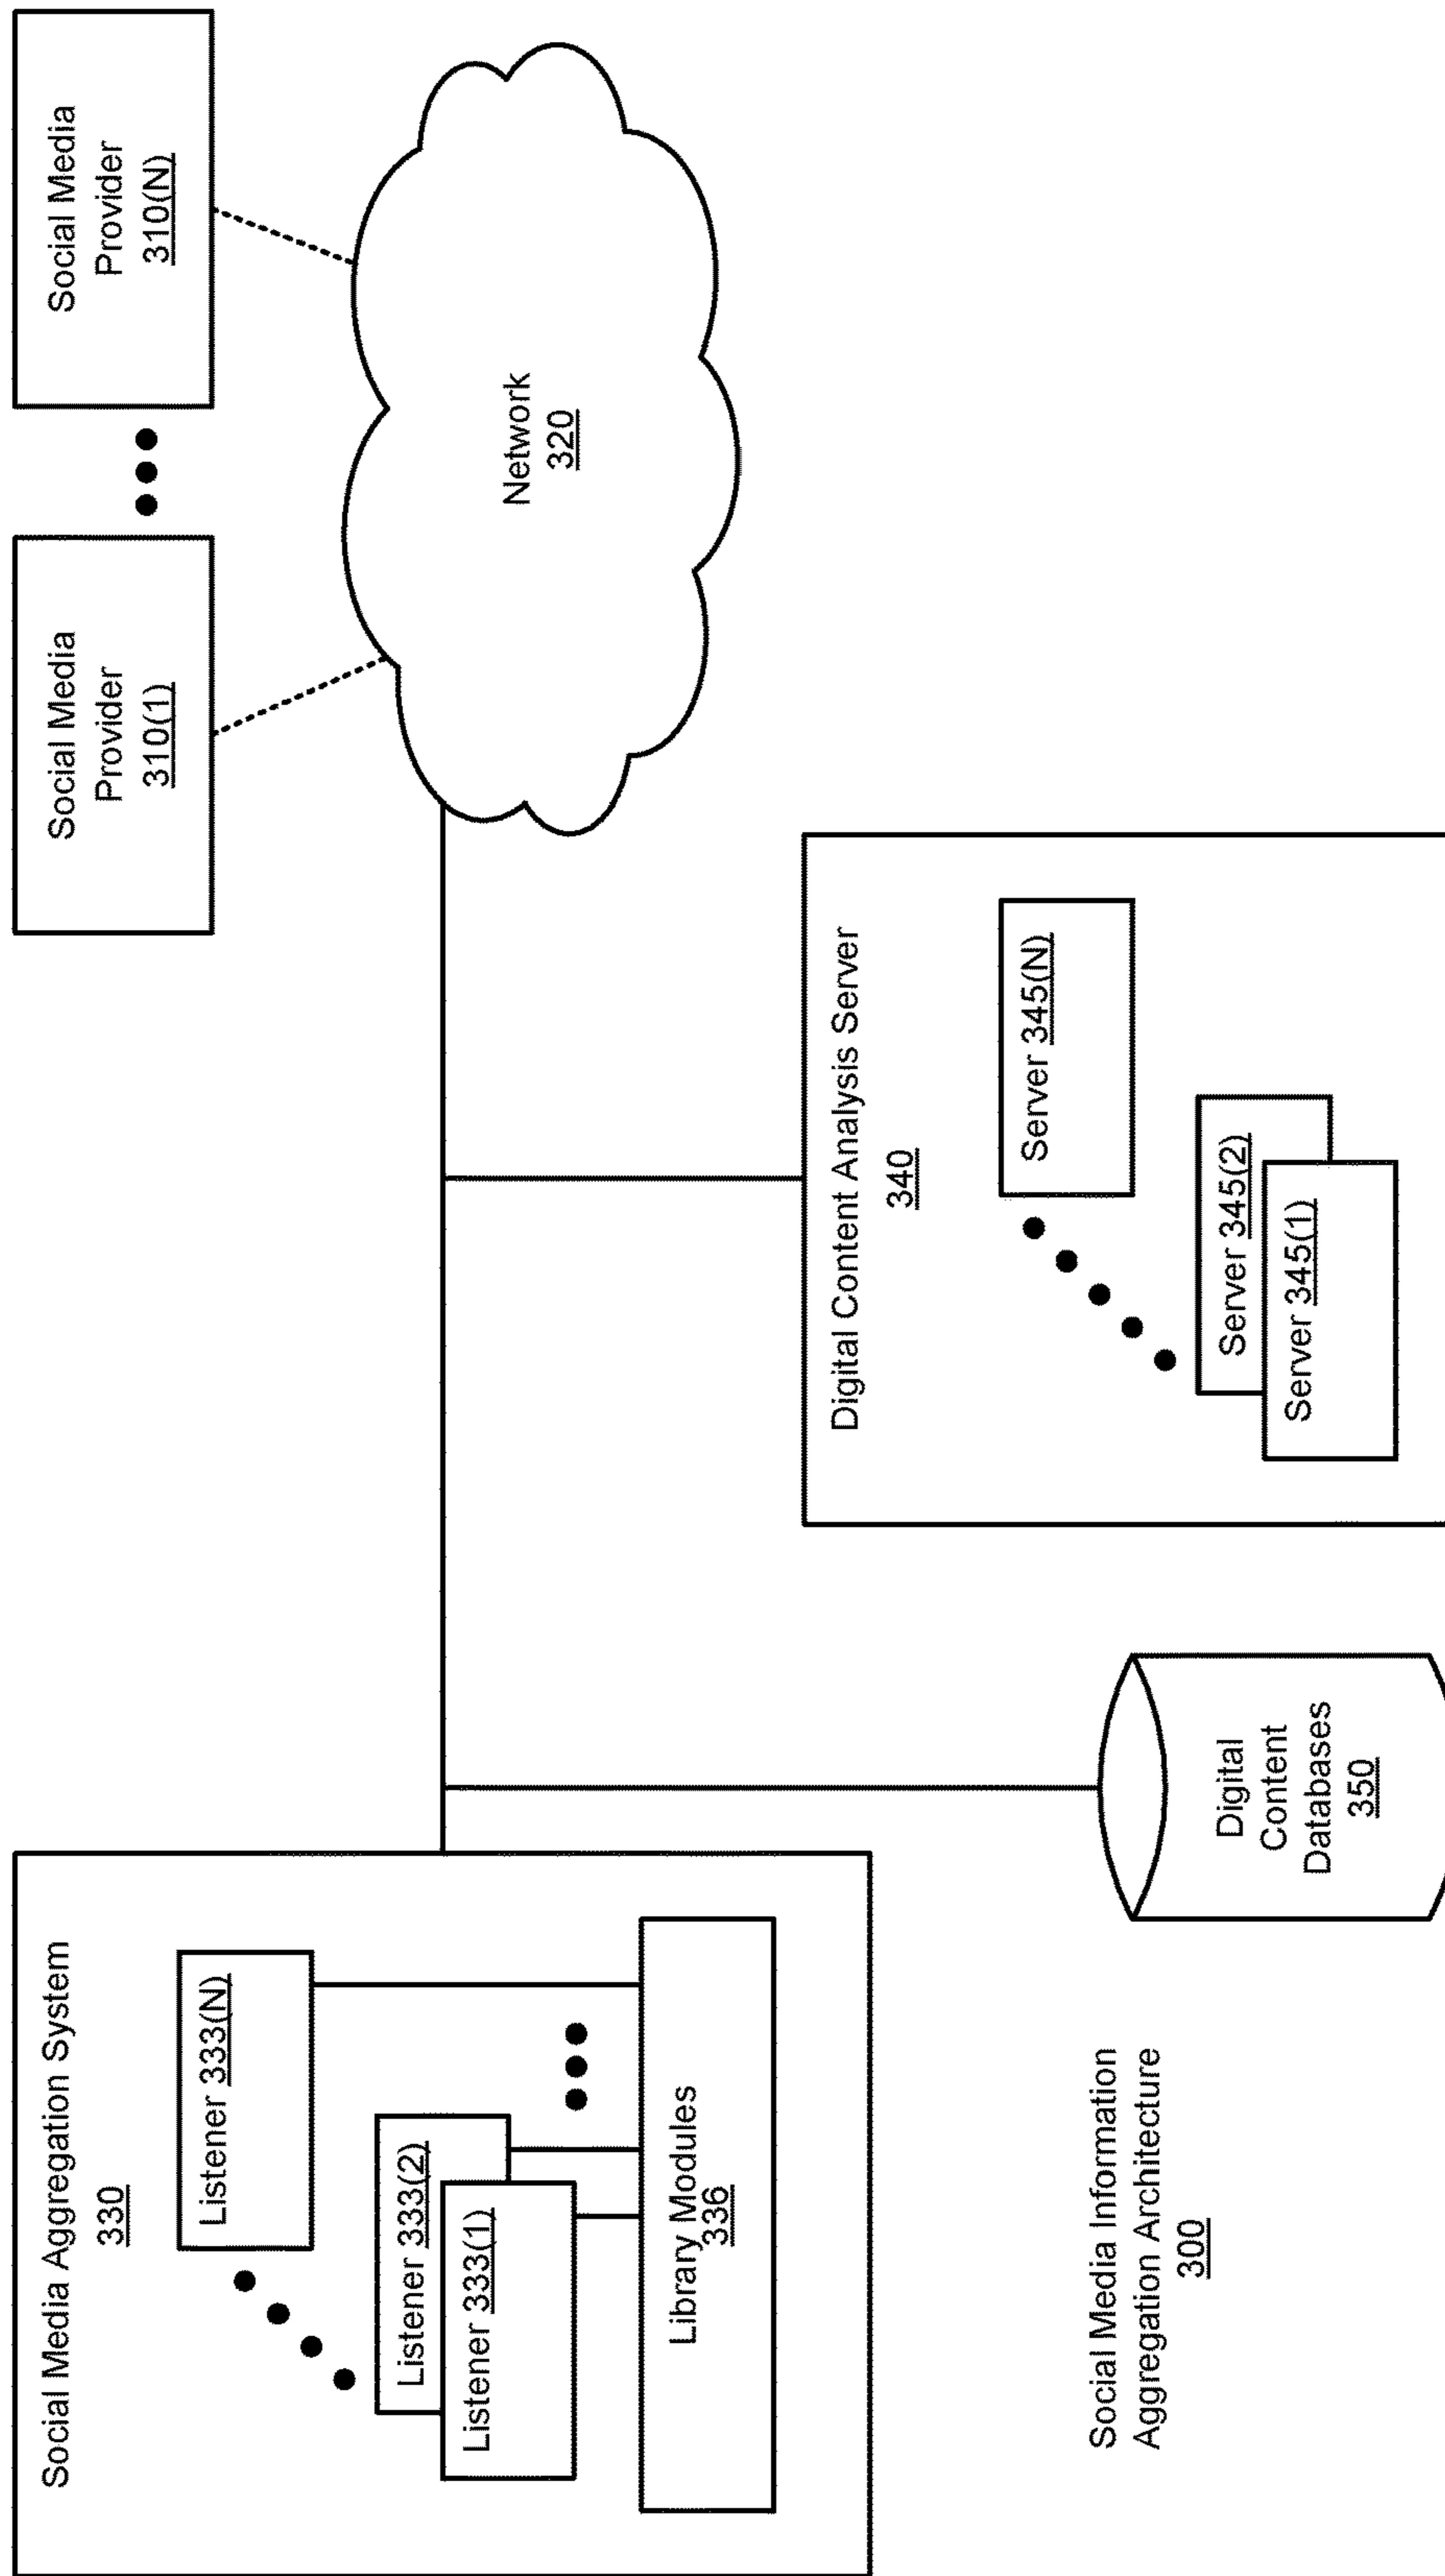 Social Media Aggregation System
330
Listener 333(N)
Listener 333(2)
Listener 333(1)
Library Modules
336
Social Media Information
Aggregation Architecture
300
Digital
Content
Databases
350
Digital Content Analysis Server
340
Server 345(N)
Server 345(2)
Server 345(1)
Social Media
Provider
310(1)
Social Media
Provider
310(N)
Network
320